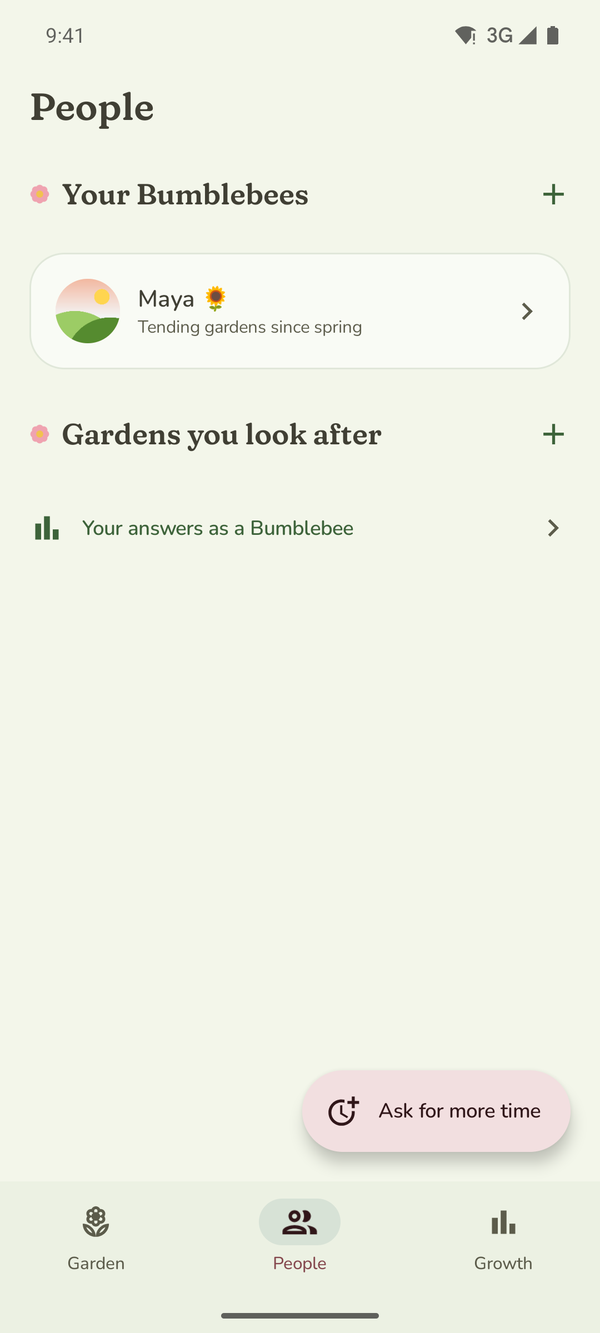 9:41
3G
People
Your Bumblebees
Maya 🌻
Tending gardens since spring
Gardens you look after
Your answers as a Bumblebee
Ask for more time
Garden
People
Growth